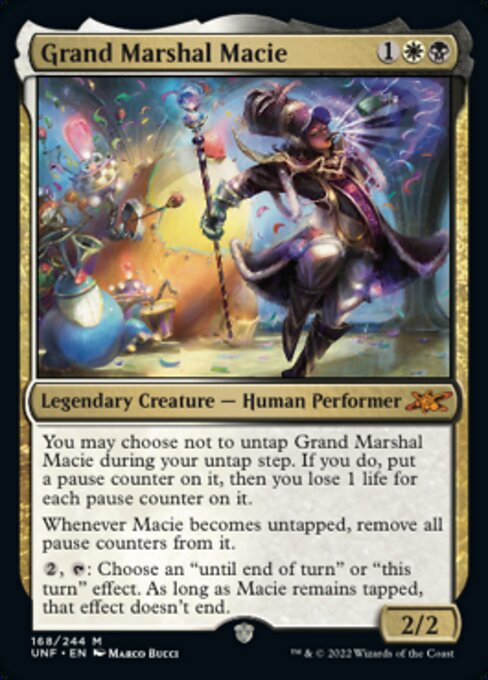 Grand Marshal Macie 1
Legendary Creature — Human Performer
You may choose not to untap Grand Marshal
Macie during your untap step. If you do, put
a pause counter on it, then you lose 1 life for
each pause counter on it.
Whenever Macie becomes untapped, remove all
pause counters from it.
2, : Choose an “until end of turn” or “this
turn” effect. As long as Macie remains tapped,
that effect doesn’t end.
2/2
168/244 M
UNF • EN Marco Bucci
™ & © 2022 Wizards of the Coast